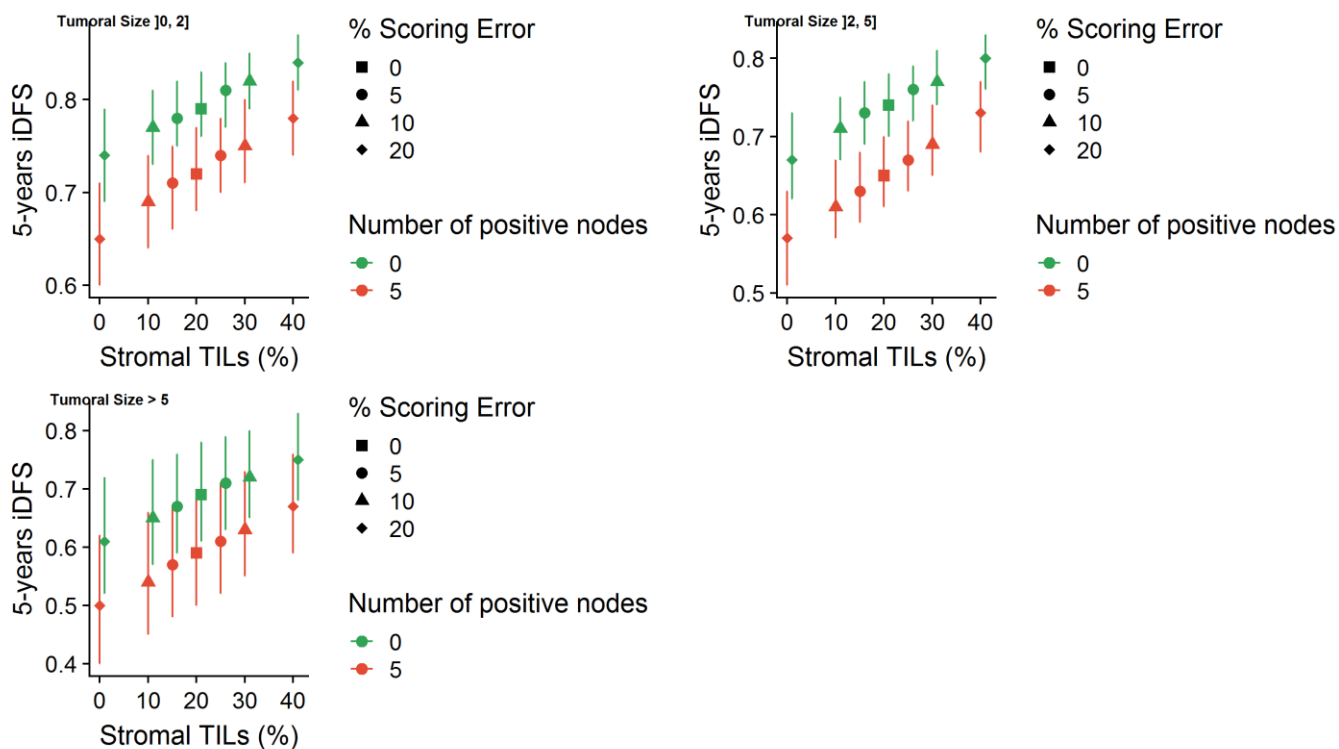 Tumoral Size ]0, 2]
5-years iDFS
0.8
0.7
0.6
0 10 20 30 40
Stromal TILs (%)
% Scoring Error
0
5
10
20
Number of positive nodes
0
5
Tumoral Size ]2, 5]
5-years iDFS
0.8
0.7
0.6
0.5
0 10 20 30 40
Stromal TILs (%)
% Scoring Error
0
5
10
20
Number of positive nodes
0
5
Tumoral Size > 5
5-years iDFS
0.8
0.7
0.6
0.5
0.4
0 10 20 30 40
Stromal TILs (%)
% Scoring Error
0
5
10
20
Number of positive nodes
0
5